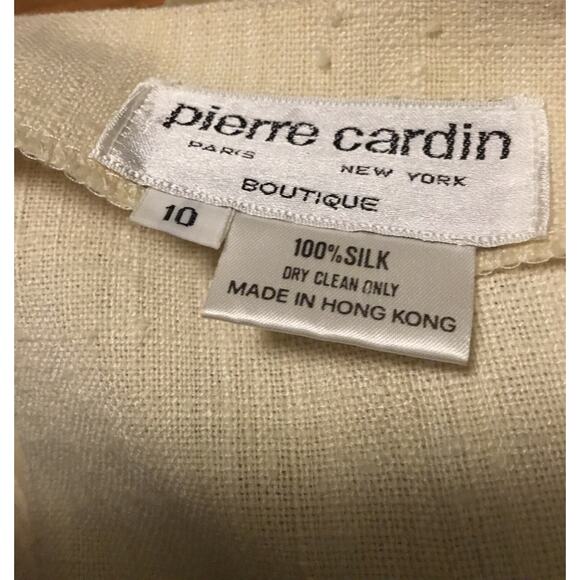 pierre cardin
PARIS NEW YORK
BOUTIQUE
10
100% SILK
DRY CLEAN ONLY
MADE IN HONG KONG